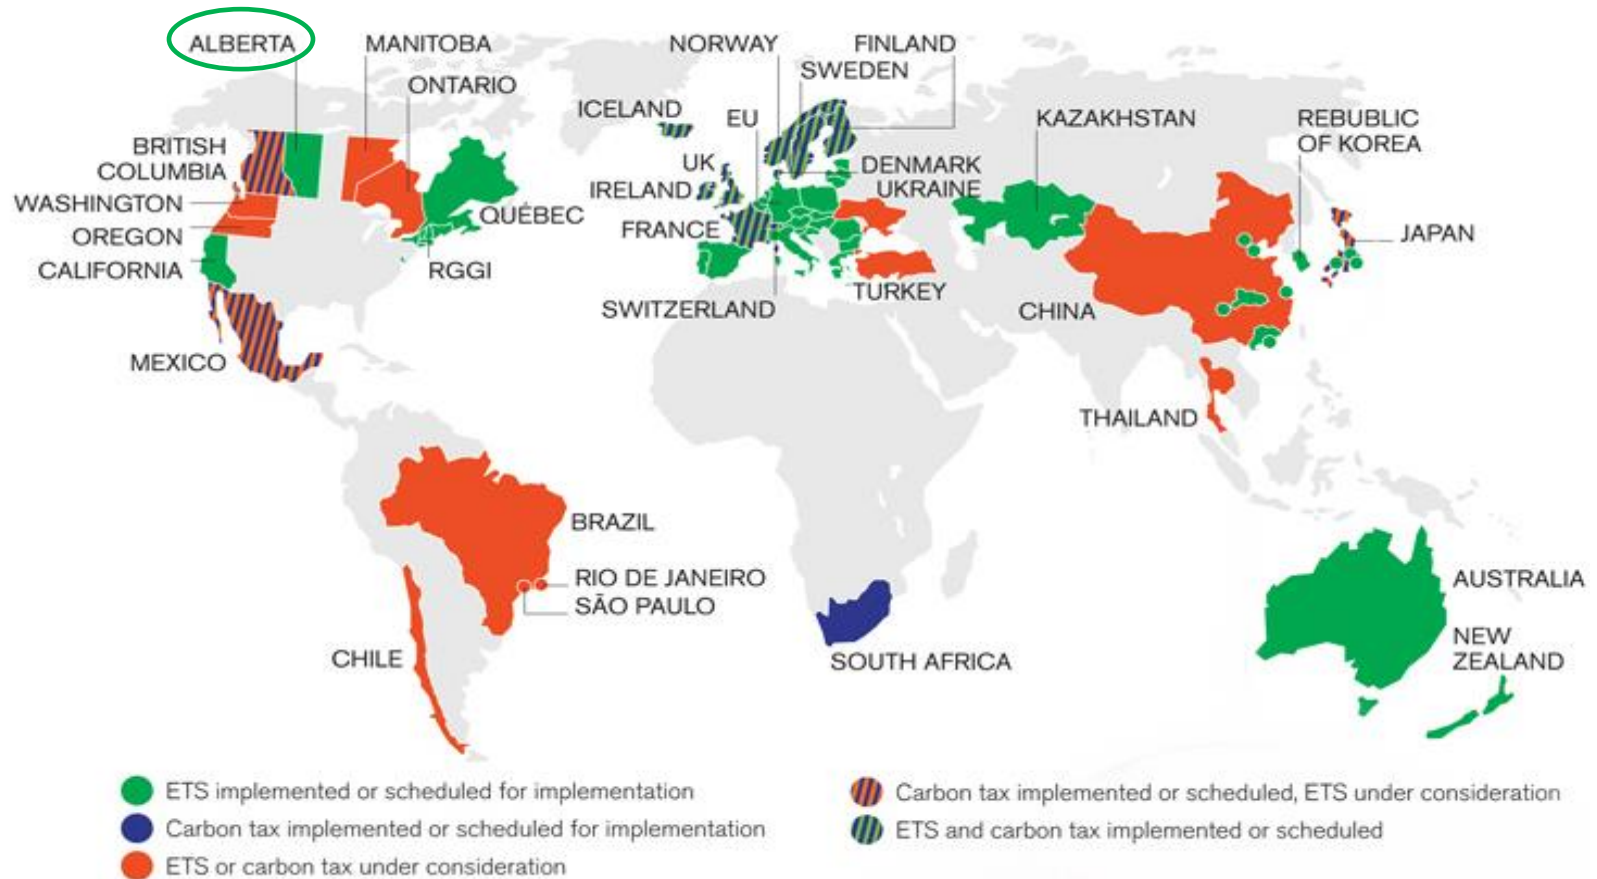 ALBERTA
MANITOBA
ONTARIO
NORWAY
FINLAND
SWEDEN
ICELAND
EU
KAZAKHSTAN
REPUBLIC
OF KOREA
BRITISH
COLUMBIA
UK
DENMARK
UKRAINE
IRELAND
WASHINGTON
QUÉBEC
FRANCE
OREGON
JAPAN
CALIFORNIA
RGGI
TURKEY
SWITZERLAND
CHINA
MEXICO
THAILAND
BRAZIL
RIO DE JANEIRO
SÃO PAULO
AUSTRALIA
CHILE
SOUTH AFRICA
NEW
ZEALAND
ETS implemented or scheduled for implementation
Carbon tax implemented or scheduled for implementation
ETS or carbon tax under consideration
Carbon tax implemented or scheduled, ETS under consideration
ETS and carbon tax implemented or scheduled